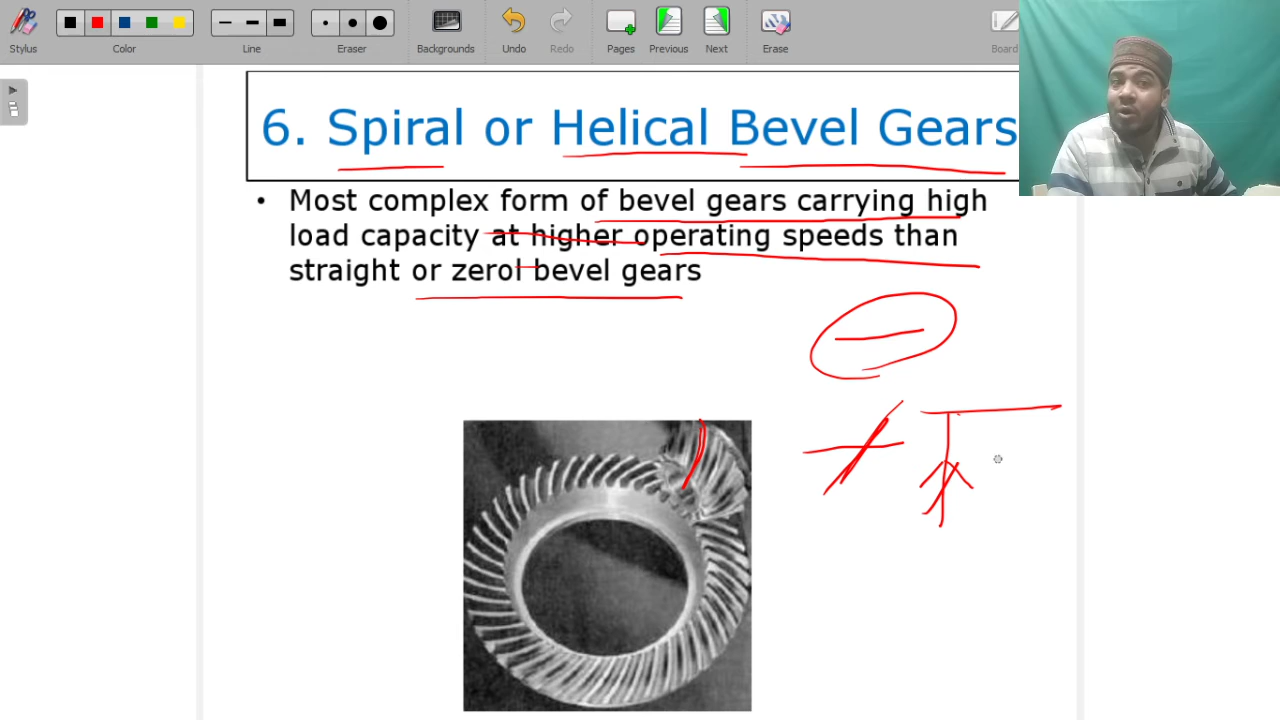 Stylus
Color
Line
Eraser
Backgrounds
Undo
Redo
Pages
Previous
Next
Erase
Board
6. Spiral or Helical Bevel Gears
• Most complex form of bevel gears carrying high
load capacity at higher operating speeds than
straight or zerol bevel gears